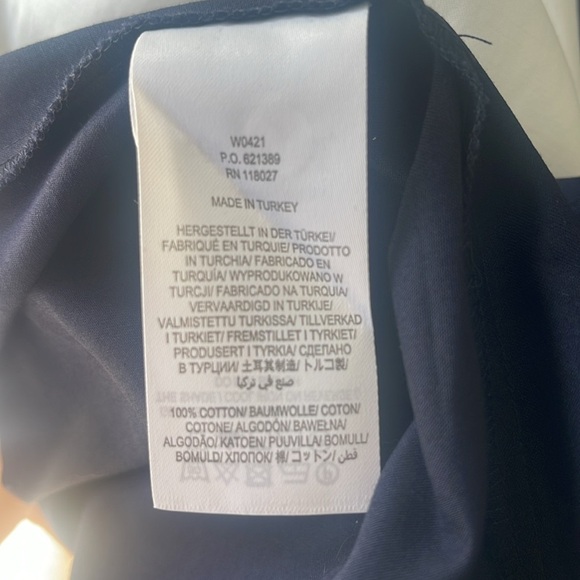 W0421
P.O. 621389
RN 118027
MADE IN TURKEY
HERGESTELLT IN DER TÜRKEI/
FABRIQUÉ EN TURQUIE/ PRODOTTO
IN TURCHIA/ FABRICADO EN
TURQUÍA/ WYPRODUKOWANO W
TURCJI/ FABRICADO NA TURQUIA/
VERVAARDIGD IN TURKIJE/
VALMISTETTU TURKISSA/ TILLVERKAD
I TURKIET/ FREMSTILLET I TYRKIET/
PRODUSERT I TYRKIA/ СДЕЛАНО
В ТУРЦИИ/ 土耳其制造/ トルコ製/
صنع في تركيا
100% COTTON/ BAUMWOLLE/ COTON/
COTONE/ ALGODÓN/ BAWEŁNA/
ALGODÃO/ KATOEN/ PUUVILLA/ BOMULL/
BOMULD/ ХЛОПОК/ 棉/ コットン/ قطن/